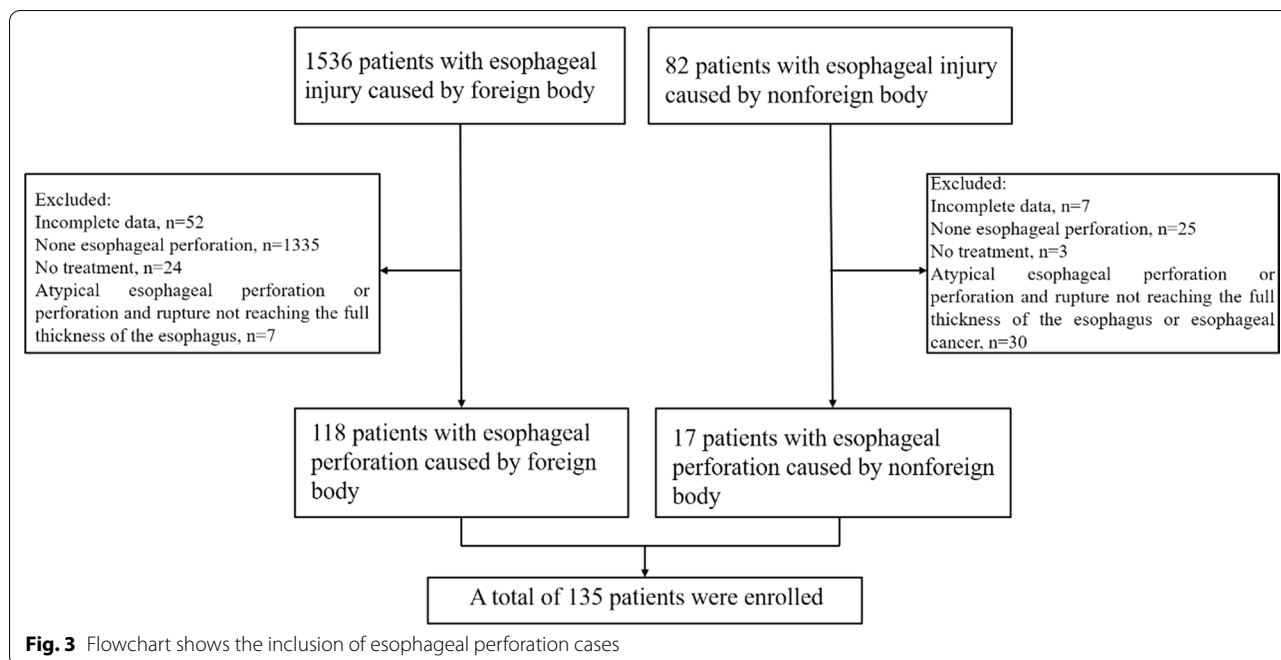 1536 patients with esophageal
injury caused by foreign body
82 patients with esophageal injury
caused by nonforeign body
Excluded:
Incomplete data, n=52
None esophageal perforation, n=1335
No treatment, n=24
Atypical esophageal perforation or
perforation and rupture not reaching the full
thickness of the esophagus, n=7
Excluded:
Incomplete data, n=7
None esophageal perforation, n=25
No treatment, n=3
Atypical esophageal perforation or
perforation and rupture not reaching the full
thickness of the esophagus or esophageal
cancer, n=30
118 patients with esophageal
perforation caused by foreign
body
17 patients with esophageal
perforation caused by nonforeign
body
A total of 135 patients were enrolled
Fig. 3 Flowchart shows the inclusion of esophageal perforation cases